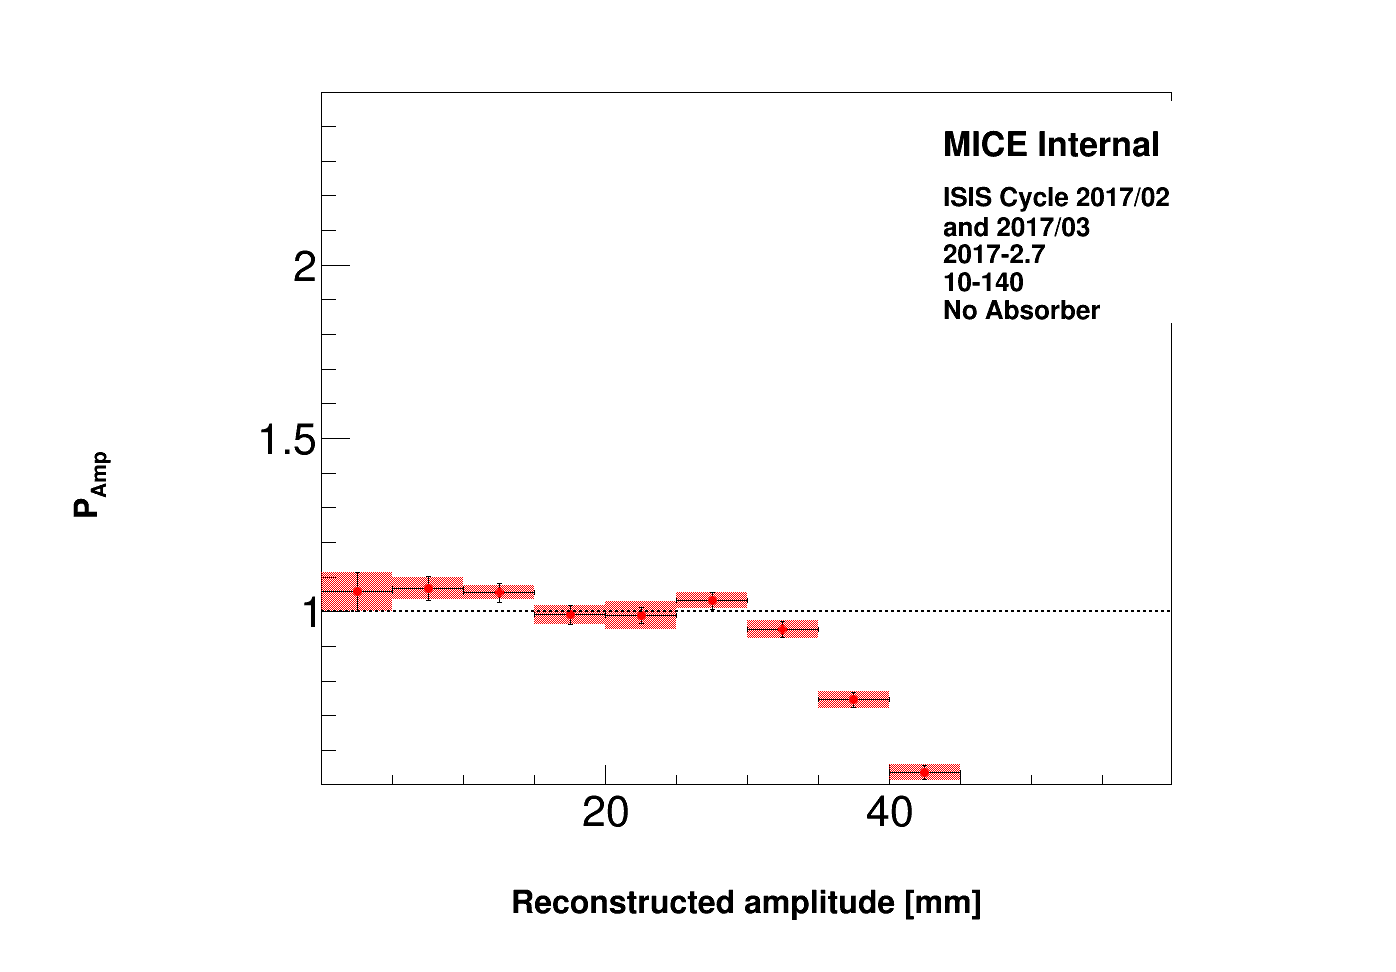 MICE Internal
ISIS Cycle 2017/02
and 2017/03
2017-2.7
10-140
No Absorber
2
1.5
1
P_Amp
20 40
Reconstructed amplitude [mm]